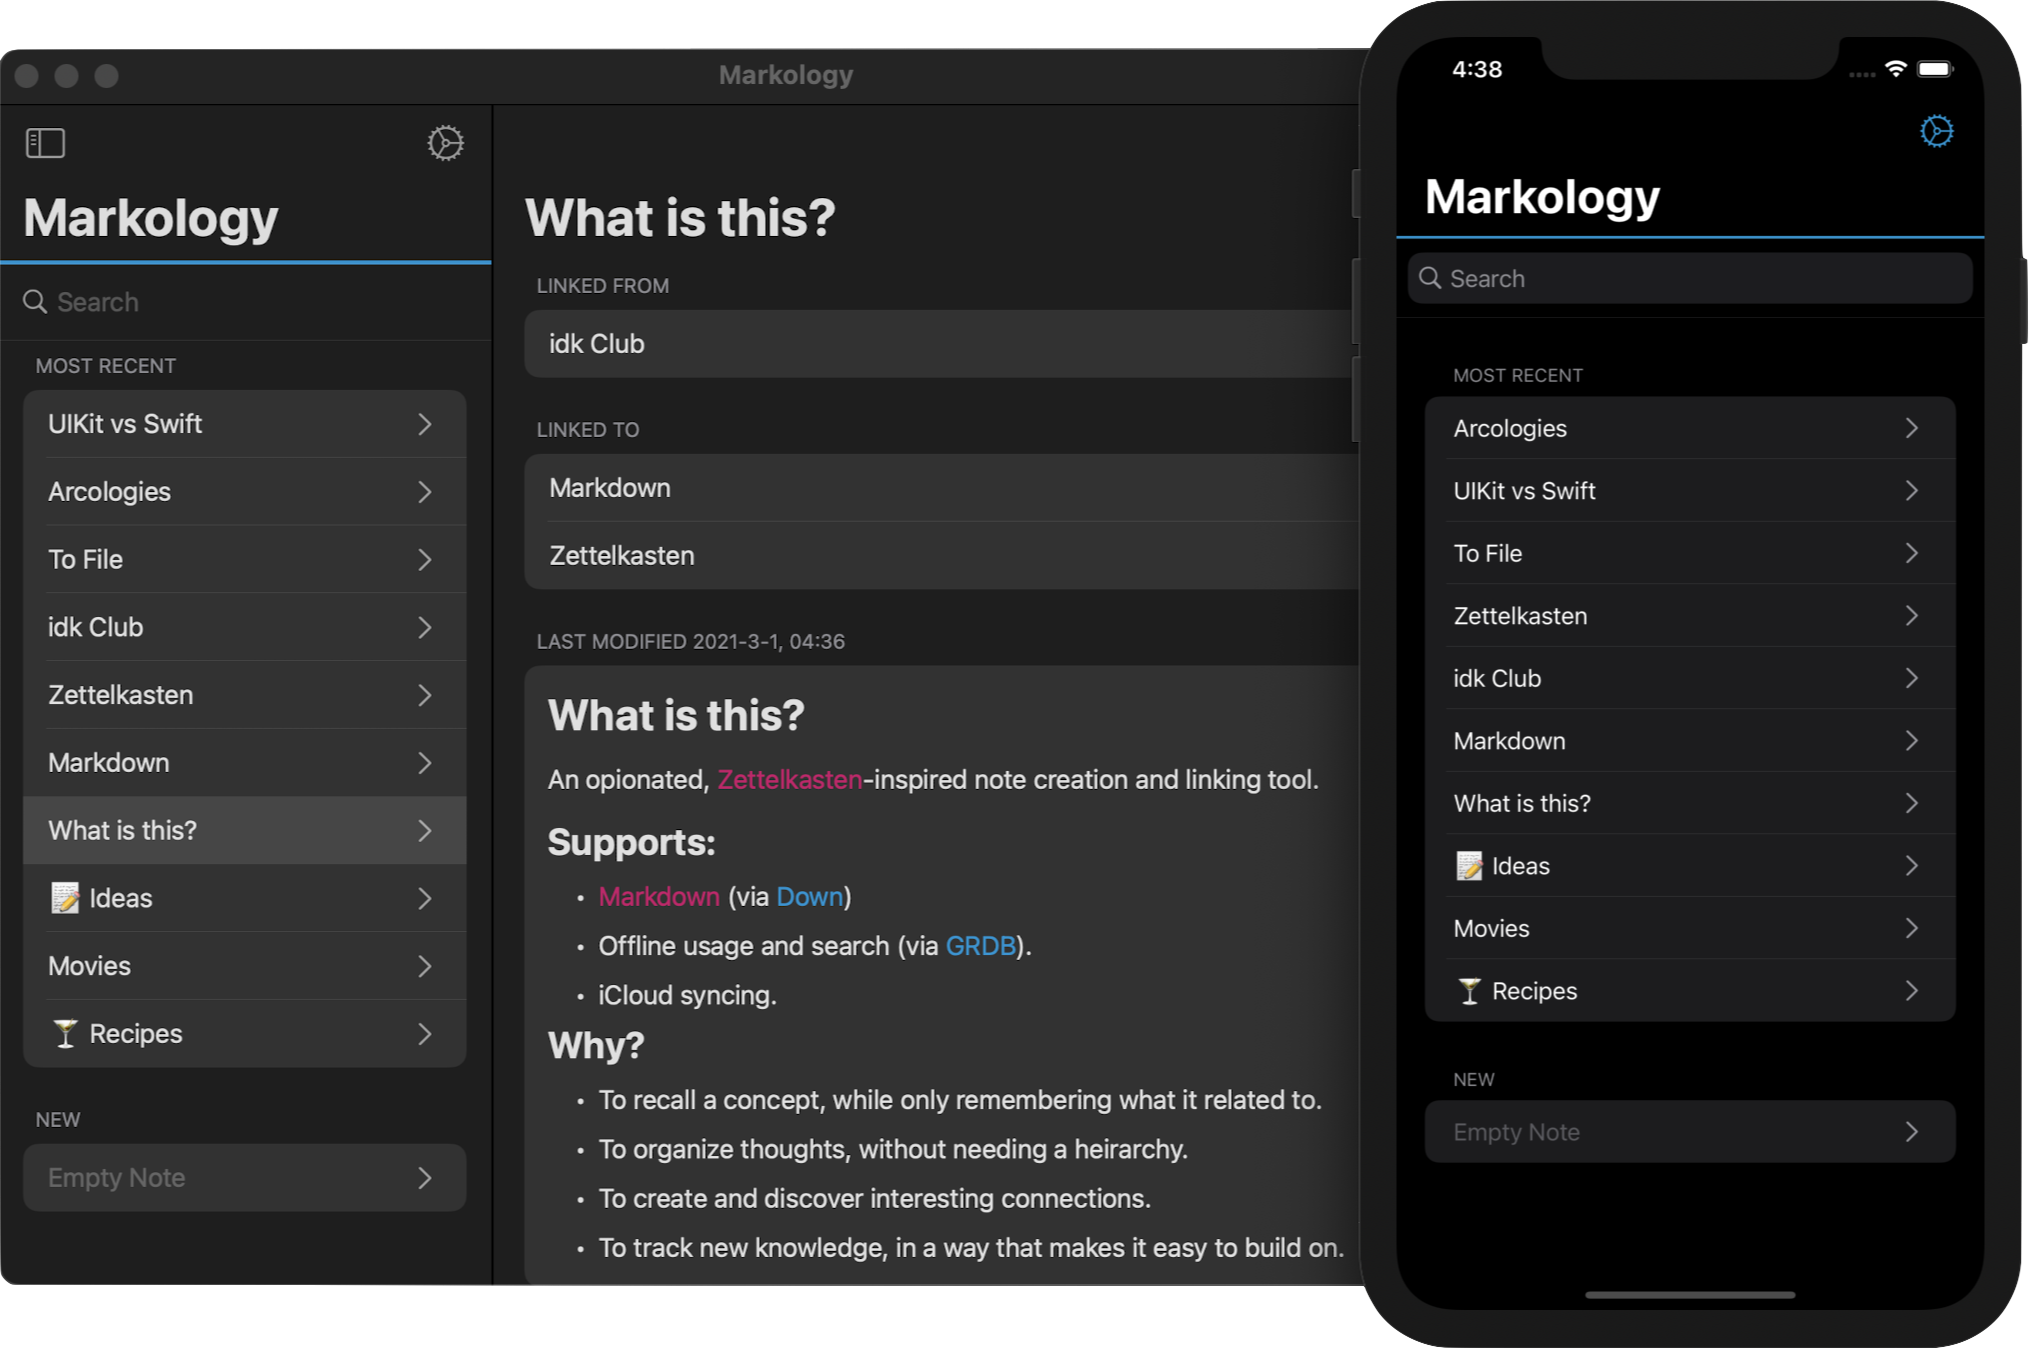 Markology
Markology
Search
MOST RECENT
UIKit vs Swift
Arcologies
To File
idk Club
Zettelkasten
Markdown
What is this?
📝 Ideas
Movies
🍸 Recipes
NEW
Empty Note
What is this?
LINKED FROM
idk Club
LINKED TO
Markdown
Zettelkasten
LAST MODIFIED 2021-3-1, 04:36
What is this?
An opionated, Zettelkasten-inspired note creation and linking tool.
Supports:
• Markdown (via Down)
• Offline usage and search (via GRDB).
• iCloud syncing.
Why?
• To recall a concept, while only remembering what it related to.
• To organize thoughts, without needing a heirarchy.
• To create and discover interesting connections.
• To track new knowledge, in a way that makes it easy to build on.
4:38
Markology
Search
MOST RECENT
Arcologies
UIKit vs Swift
To File
Zettelkasten
idk Club
Markdown
What is this?
📝 Ideas
Movies
🍸 Recipes
NEW
Empty Note